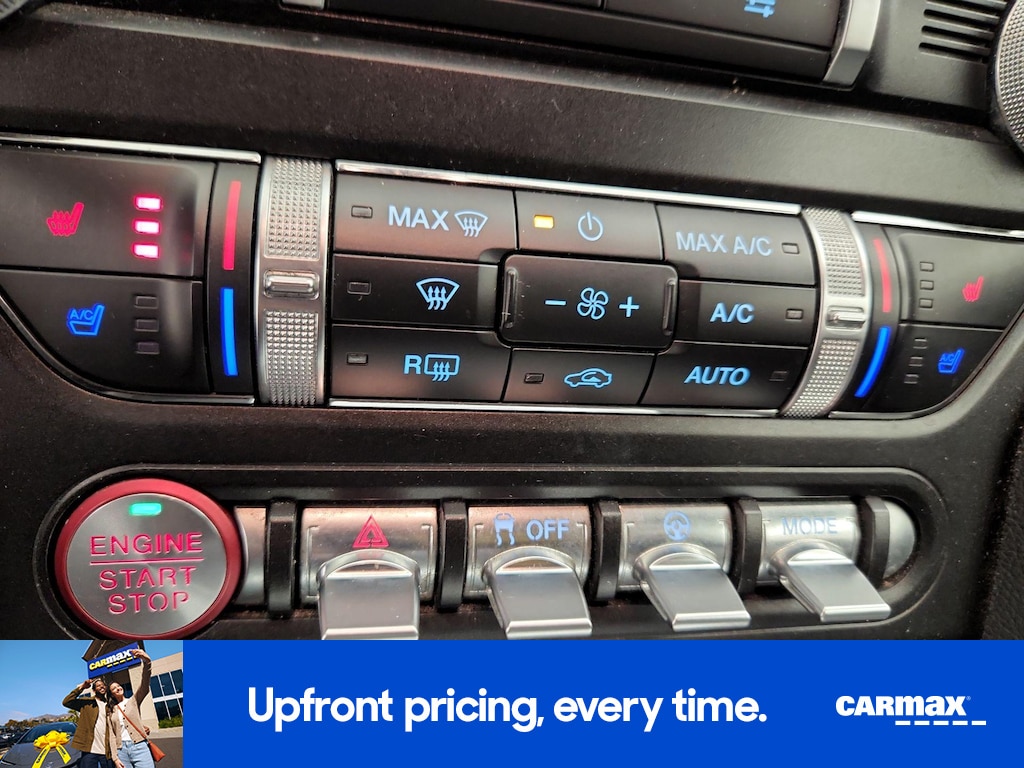 MAX
MAX A/C
A/C
- +
A/C
R
AUTO
A/C
ENGINE
START
STOP
OFF
MODE
CARMAX
Upfront pricing, every time.
CARMAX